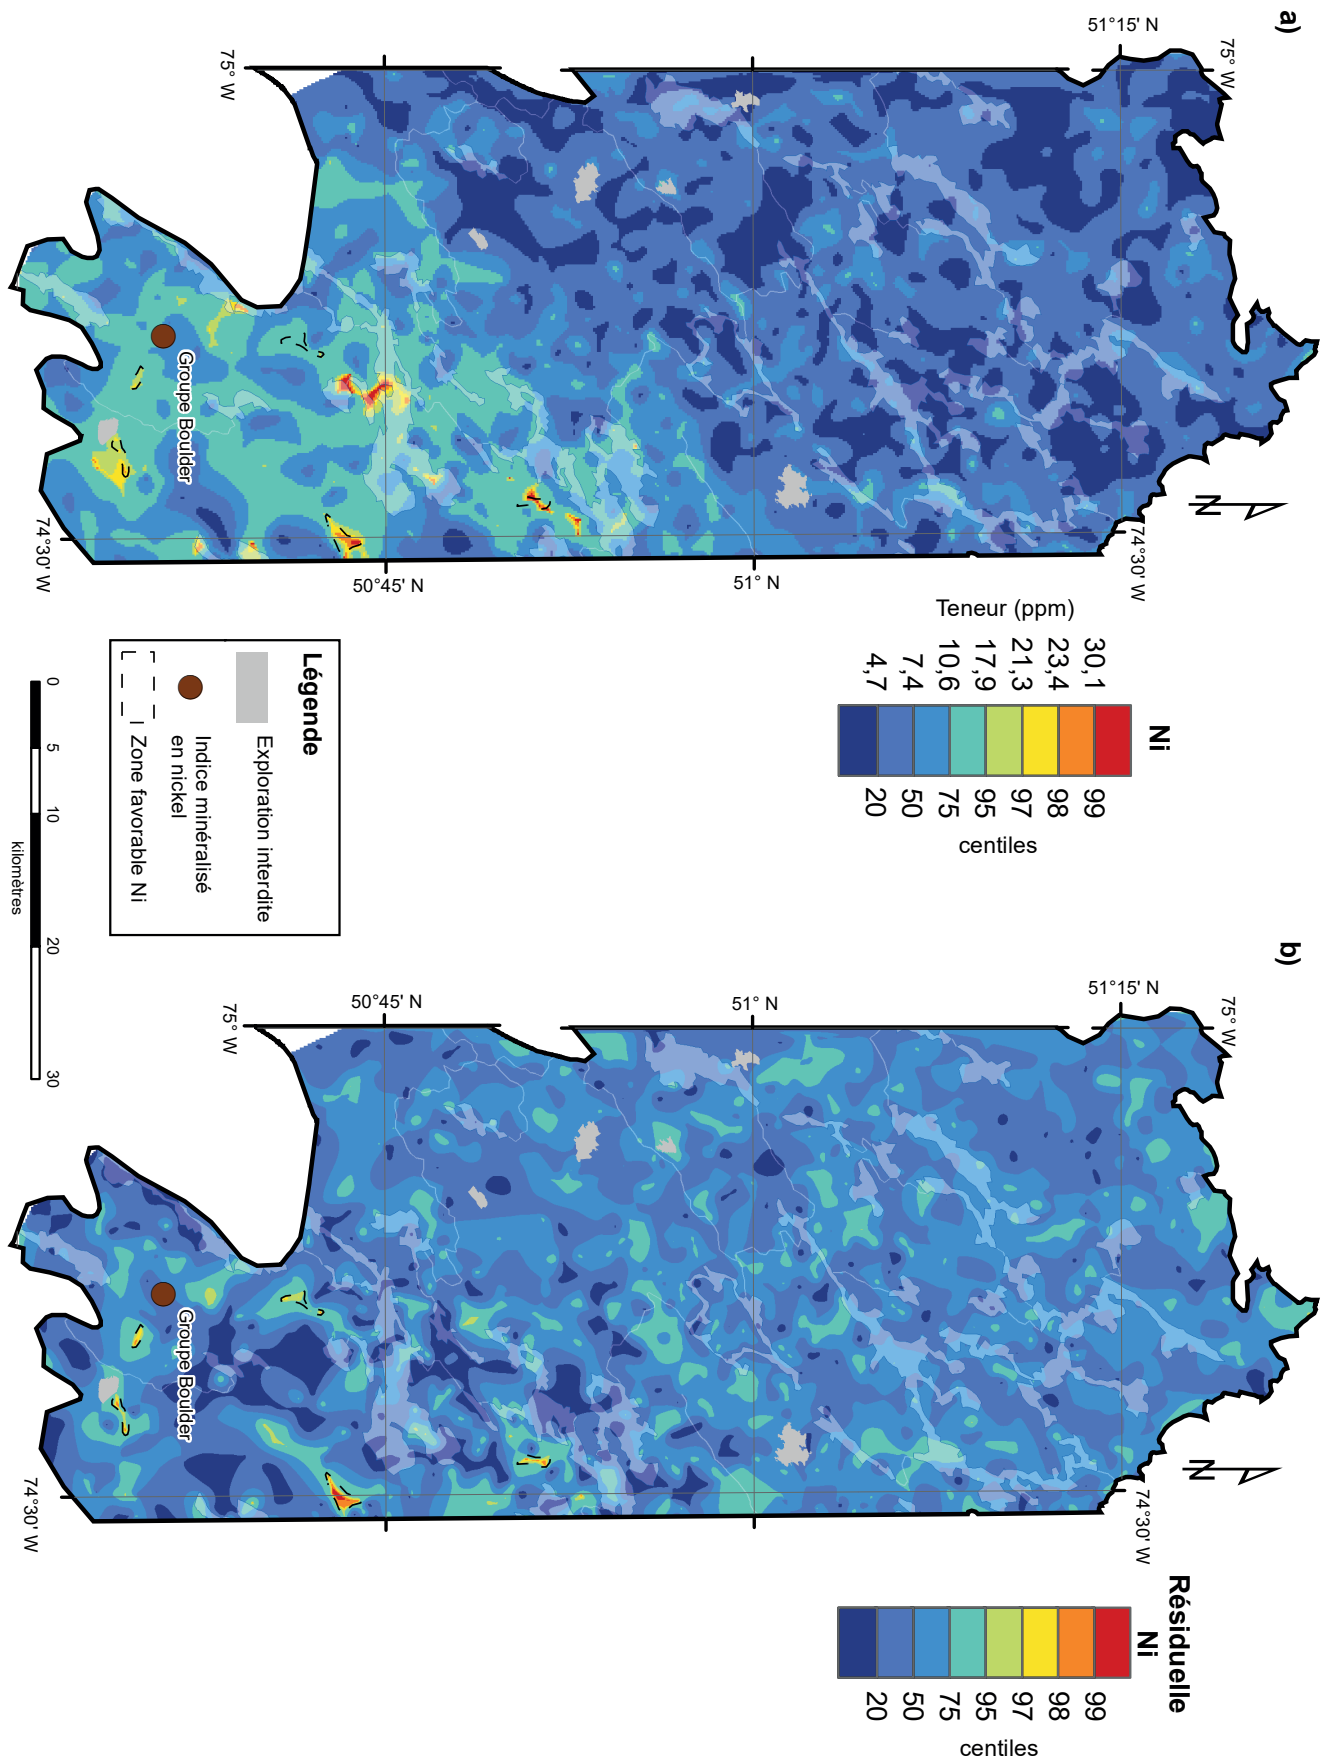 a)
75° W
51°15' N
75° W
50°45' N
51° N
74°30' W
74°30' W
Groupe Boulder
N
Teneur (ppm)
Ni
30,1
23,4
21,3
17,9
10,6
7,4
4,7
99
98
97
95
75
50
20
centiles
Légende
Exploration interdite
Indice minéralisé
en nickel
Zone favorable Ni
0 5 10 20 30
kilomètres
b)
75° W
50°45' N
51° N
51°15' N
75° W
74°30' W
74°30' W
Groupe Boulder
N
Résiduelle
Ni
99
98
97
95
75
50
20
centiles